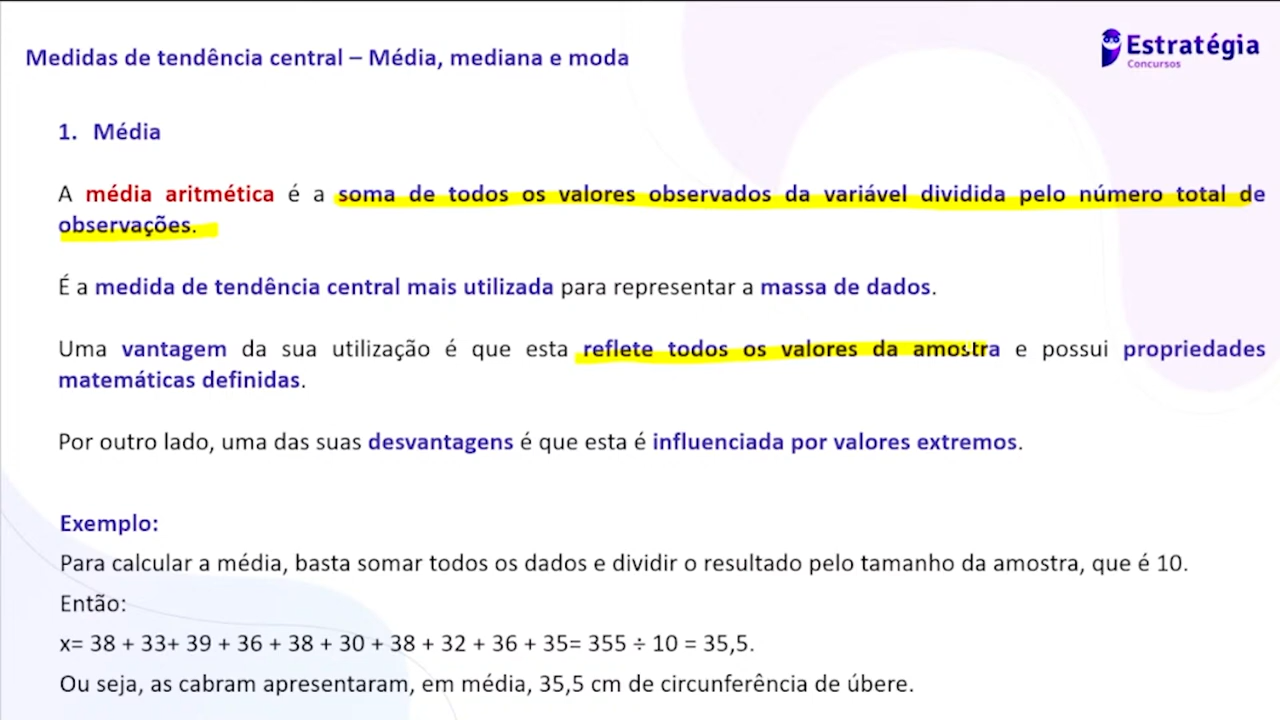 Medidas de tendência central – Média, mediana e moda
Estratégia
Concursos
1. Média
A média aritmética é a soma de todos os valores observados da variável dividida pelo número total de
observações.
É a medida de tendência central mais utilizada para representar a massa de dados.
Uma vantagem da sua utilização é que esta reflete todos os valores da amostra e possui propriedades
matemáticas definidas.
Por outro lado, uma das suas desvantagens é que esta é influenciada por valores extremos.
Exemplo:
Para calcular a média, basta somar todos os dados e dividir o resultado pelo tamanho da amostra, que é 10.
Então:
x= 38 + 33+ 39 + 36 + 38 + 30 + 38 + 32 + 36 + 35= 355 ÷ 10 = 35,5.
Ou seja, as cabram apresentaram, em média, 35,5 cm de circunferência de úbere.